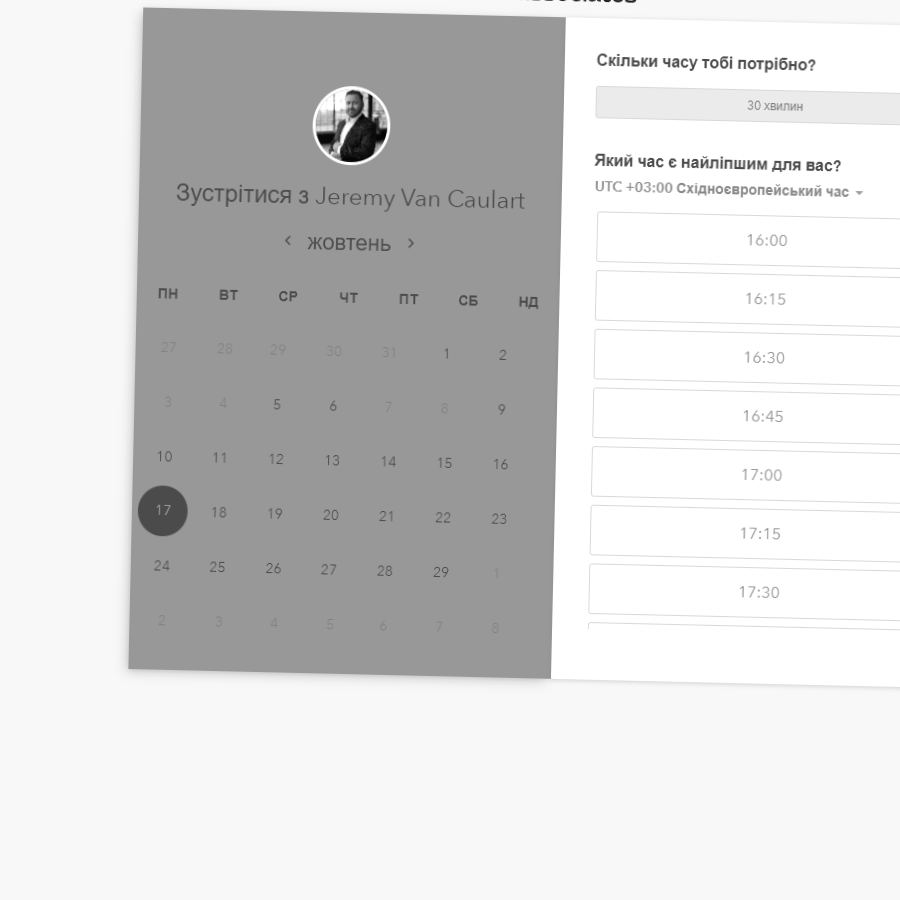 Зустрітися з Jeremy Van Caulart
жовтень
ПН ВТ СР ЧТ ПТ СБ НД
27 28 29 30 31 1 2
3 4 5 6 7 8 9
10 11 12 13 14 15 16
17 18 19 20 21 22 23
24 25 26 27 28 29 1
2 3 4 5 6 7 8
Скільки часу тобі потрібно?
30 хвилин
Який час є найліпшим для вас?
UTC +03:00 Східноєвропейський час
16:00
16:15
16:30
16:45
17:00
17:15
17:30